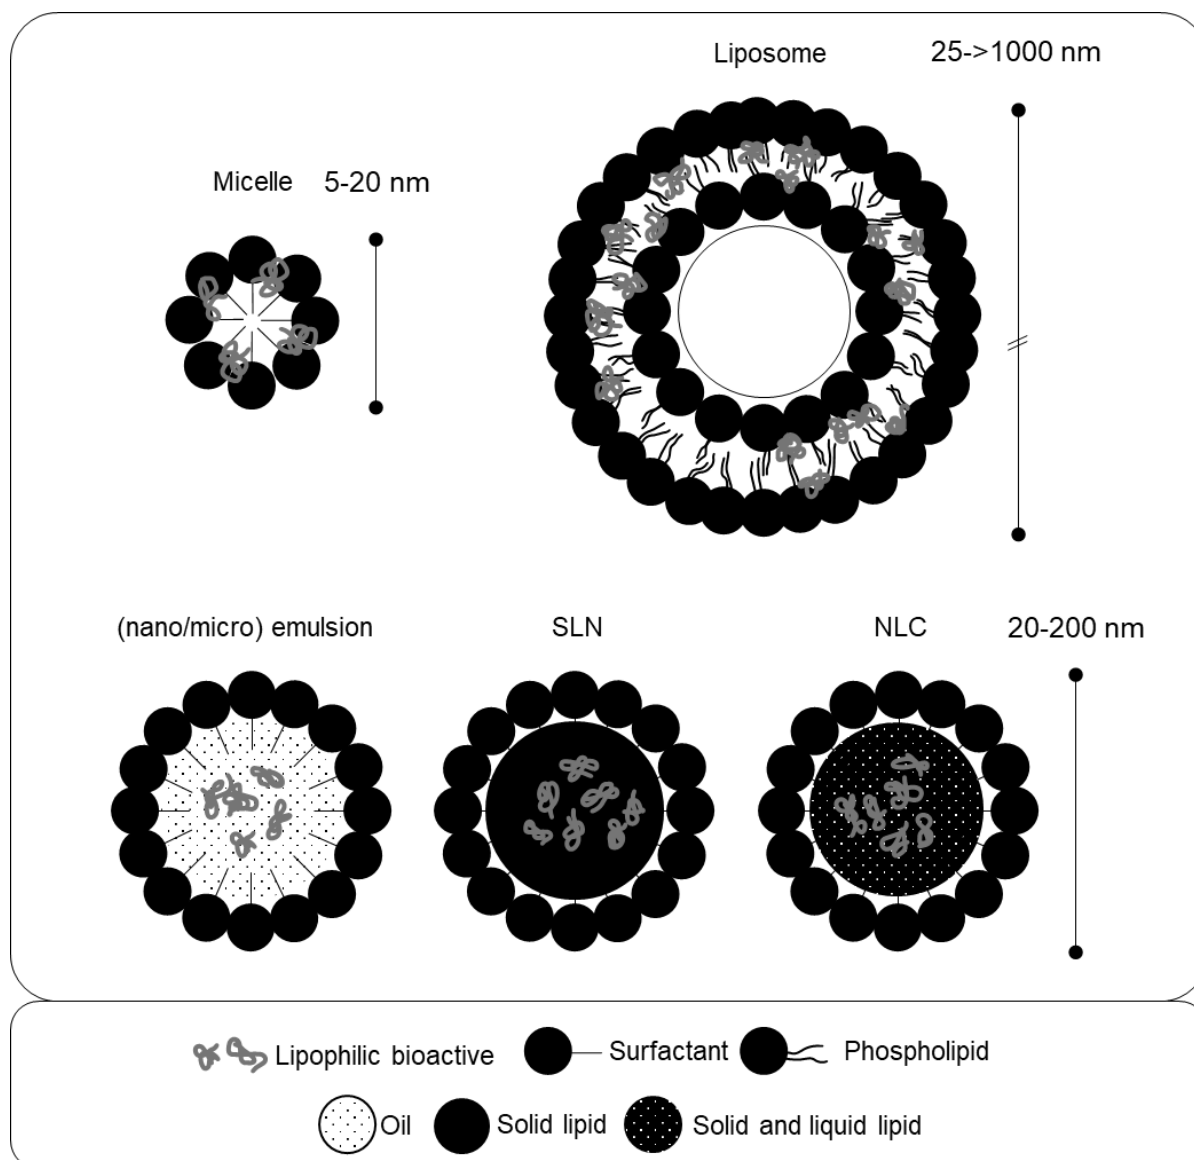 Liposome 25->1000 nm
Micelle 5-20 nm
(nano/micro) emulsion SLN NLC 20-200 nm
Lipophilic bioactive Surfactant Phospholipid
Oil Solid lipid Solid and liquid lipid